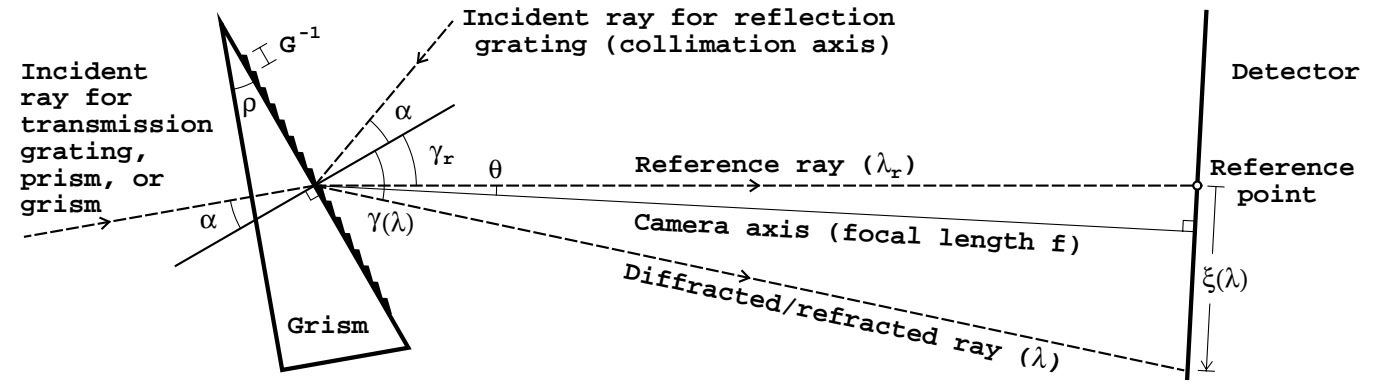 Incident ray for reflection
grating (collimation axis)
G⁻¹
Incident
ray for
transmission
grating,
prism, or
grism
ρ
α
γr
θ
Reference ray (λr)
Detector
Reference
point
α
γ(λ)
Camera axis (focal length f)
Diffracted/refracted ray (λ)
ξ(λ)
Grism